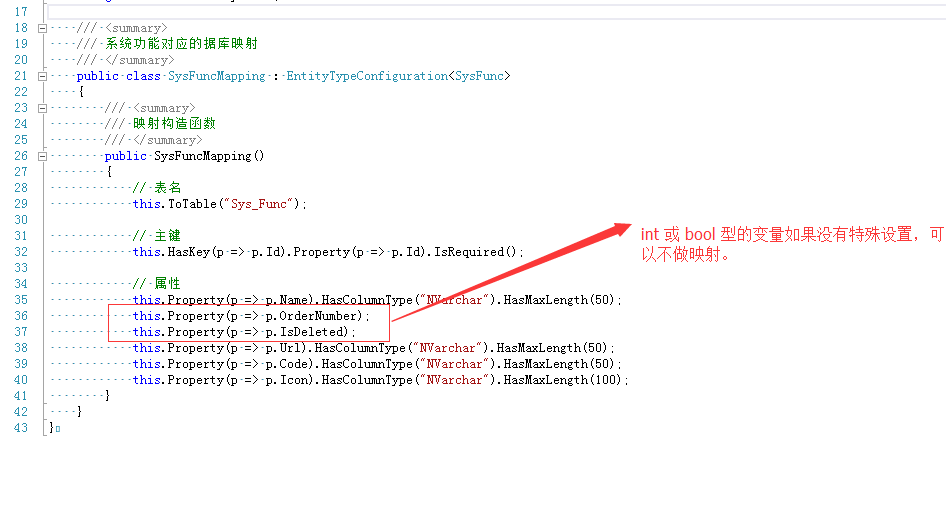 17
18 /// <summary>
19 /// 系统功能对应的据库映射
20 /// </summary>
21 public class SysFuncMapping : EntityTypeConfiguration<SysFunc>
22 {
23 /// <summary>
24 /// 映射构造函数
25 /// </summary>
26 public SysFuncMapping()
27 {
28 // 表名
29 this.ToTable("Sys_Func");
30
31 // 主键
32 this.HasKey(p => p.Id).Property(p => p.Id).IsRequired();
33
34 // 属性
35 this.Property(p => p.Name).HasColumnType("NVarchar").HasMaxLength(50);
36 this.Property(p => p.OrderNumber);
37 this.Property(p => p.IsDeleted);
38 this.Property(p => p.Url).HasColumnType("NVarchar").HasMaxLength(50);
39 this.Property(p => p.Code).HasColumnType("NVarchar").HasMaxLength(50);
40 this.Property(p => p.Icon).HasColumnType("NVarchar").HasMaxLength(100);
41 }
42 }
43 }
int 或 bool 型的变量如果没有特殊设置，可
以不做映射。